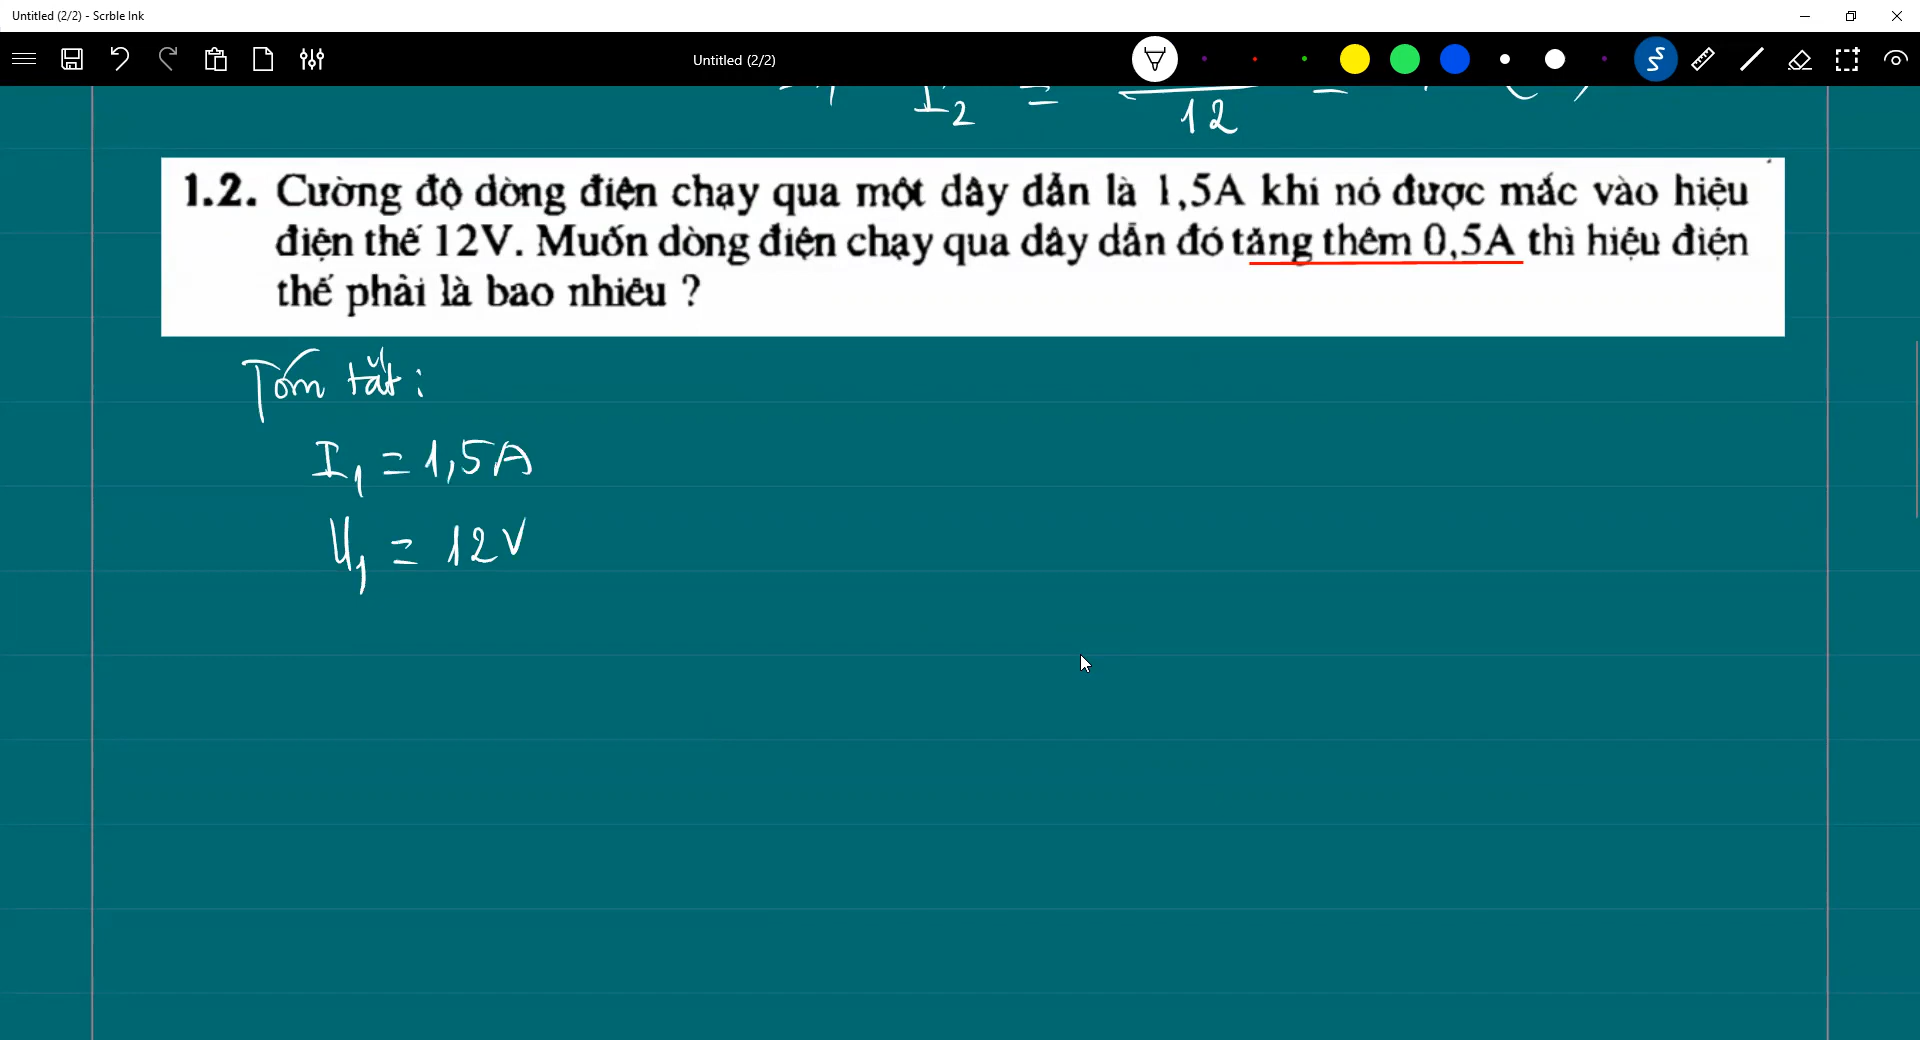 Untitled (2/2) - Scrble Ink
Untitled (2/2)
I2 =
12
1.2. Cường độ dòng điện chạy qua một dây dẫn là 1,5A khi nó được mắc vào hiệu
điện thế 12V. Muốn dòng điện chạy qua dây dẫn đó tăng thêm 0,5A thì hiệu điện
thế phải là bao nhiêu ?
Tóm tắt:
I1 = 1,5A
U1 = 12V